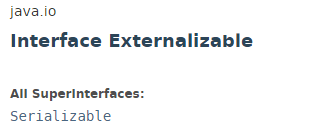 java.io
Interface Externalizable
All Superinterfaces:
Serializable